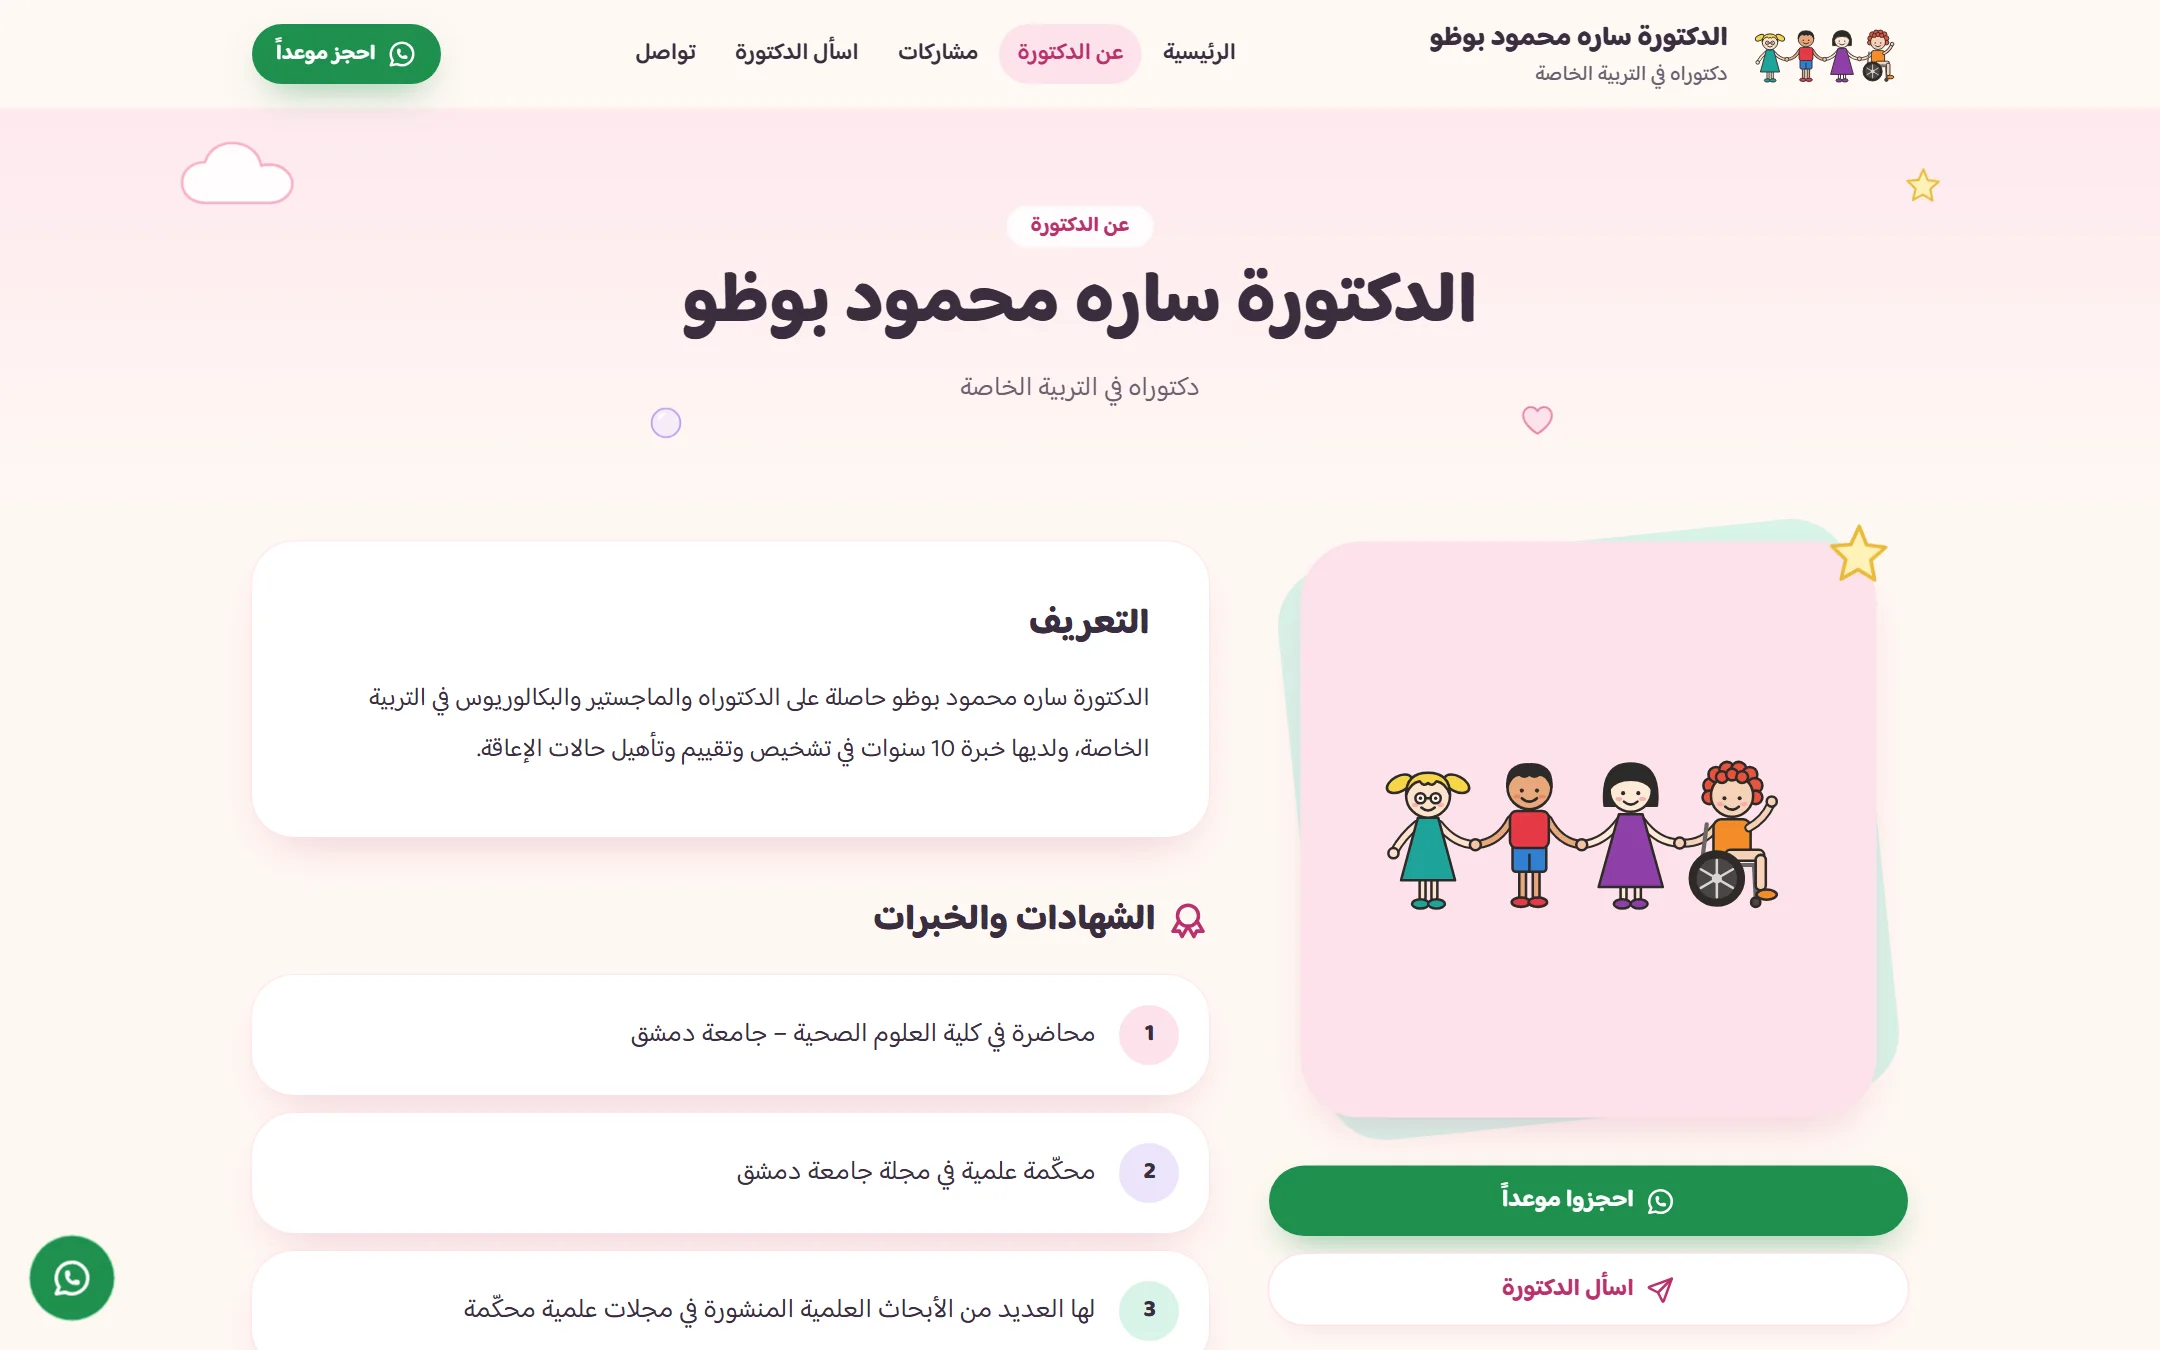 الدكتورة ساره محمود بوظو
دكتوراه في التربية الخاصة
الرئيسية
عن الدكتورة
مشاركات
اسأل الدكتورة
تواصل
احجز موعداً
عن الدكتورة
الدكتورة ساره محمود بوظو
دكتوراه في التربية الخاصة
احجزوا موعداً
اسأل الدكتورة
التعريف
الدكتورة ساره محمود بوظو حاصلة على الدكتوراه والماجستير والبكالوريوس في التربية
الخاصة، ولديها خبرة 10 سنوات في تشخيص وتقييم وتأهيل حالات الإعاقة.
الشهادات والخبرات
1 محاضرة في كلية العلوم الصحية – جامعة دمشق
2 محكّمة علمية في مجلة جامعة دمشق
3 لها العديد من الأبحاث العلمية المنشورة في مجلات علمية محكّمة